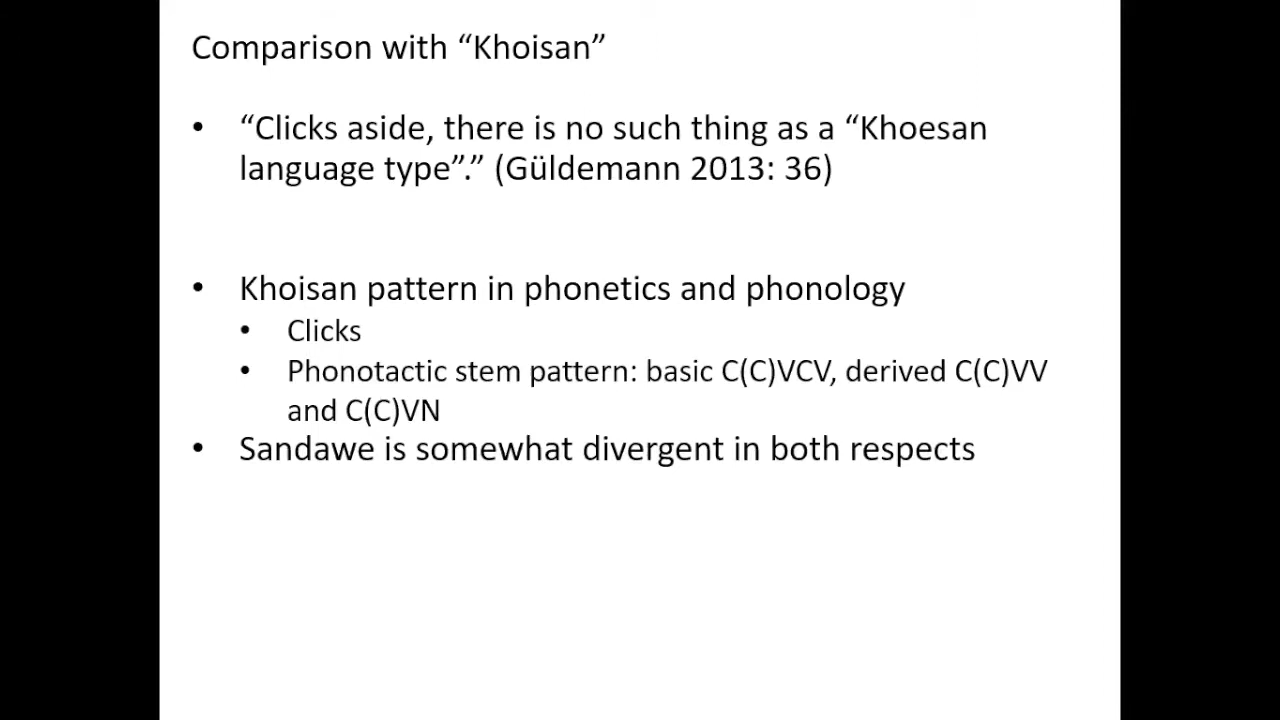 Comparison with “Khoisan”
• “Clicks aside, there is no such thing as a “Khoesan
language type”.” (Güldemann 2013: 36)
• Khoisan pattern in phonetics and phonology
• Clicks
• Phonotactic stem pattern: basic C(C)VCV, derived C(C)VV
and C(C)VN
• Sandawe is somewhat divergent in both respects